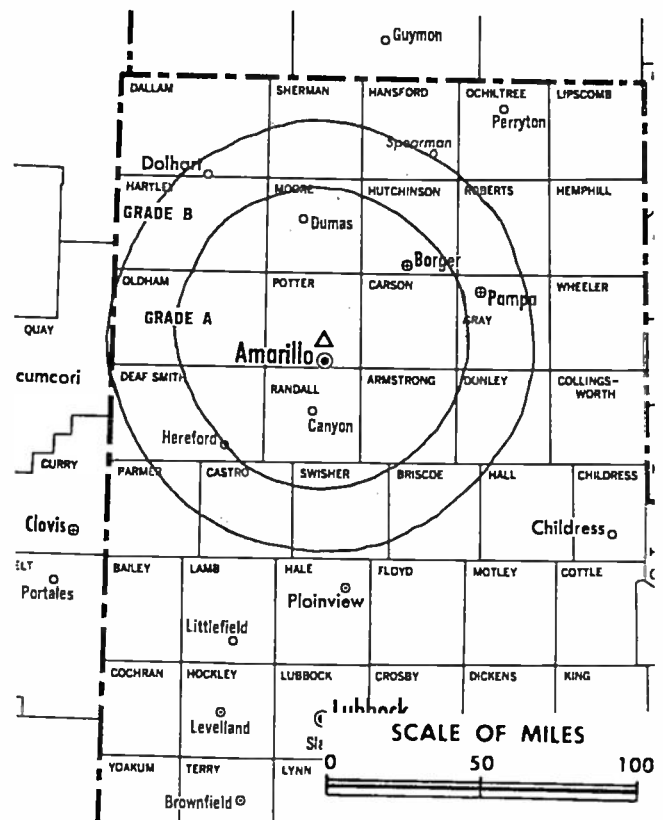 Guymon
DALLAM
SHERMAN
HANSFORD
OCHILTREE
LIPSCOMB
Perryton
Spearman
Dalhart
HARTLEY
MOORE
HUTCHINSON
ROBERTS
HEMPHILL
GRADE B
Dumas
Borger
OLDHAM
POTTER
CARSON
Pampa
WHEELER
GRADE A
GRAY
QUAY
Amarillo
cumcori
DEAF SMITH
RANDALL
ARMSTRONG
DONLEY
COLLINGS-
WORTH
Canyon
Hereford
CURRY
PARMER
CASTRO
SWISHER
BRISCOE
HALL
CHILDRESS
Clovis
Childress
ELT
BAILEY
LAMB
HALE
FLOYD
MOTLEY
COTTLE
Portales
Plainview
Littlefield
COCHRAN
HOCKLEY
LUBBOCK
CROSBY
DICKENS
KING
Levelland
Lubbock
Sla
SCALE OF MILES
0 50 100
YOAKUM
TERRY
LYNN
Brownfield